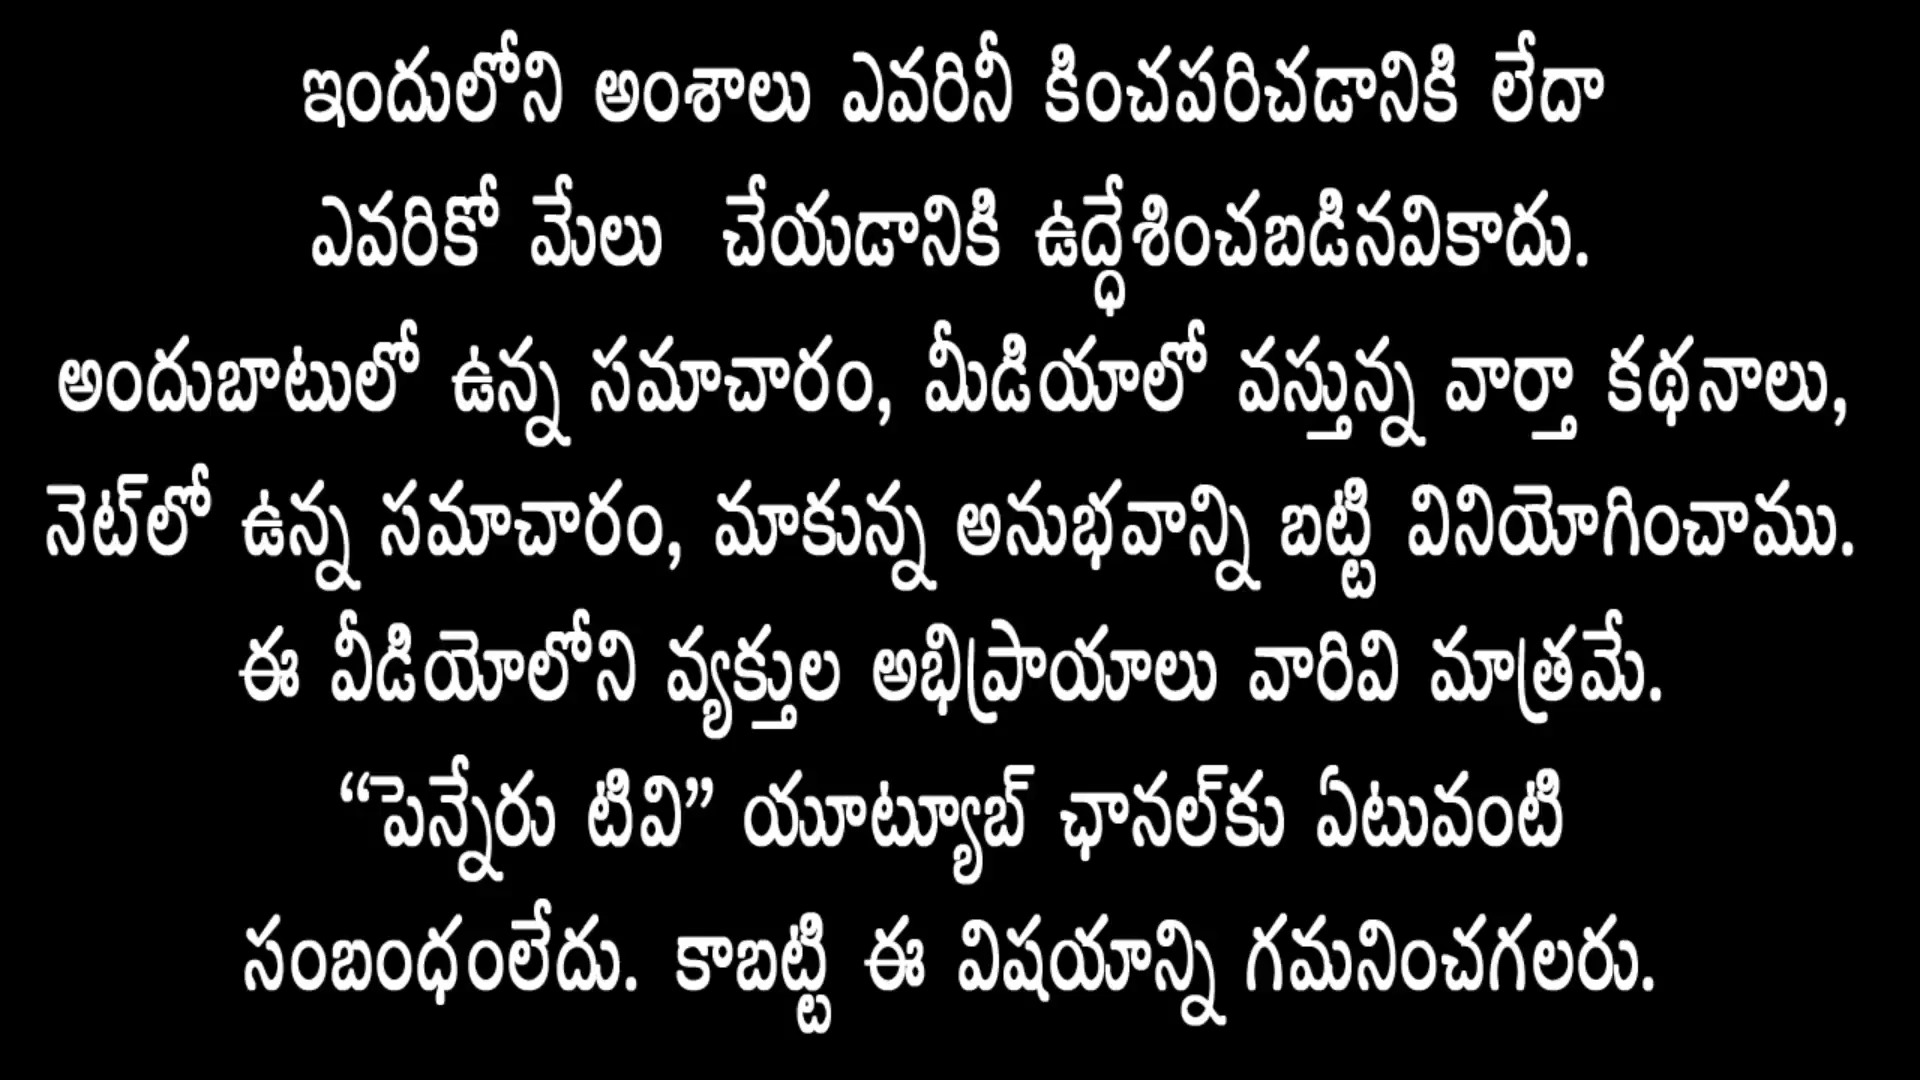 ఇందులోని అంశాలు ఎవరినీ కించపరిచడానికి లేదా
ఎవరికో మేలు చేయడానికి ఉద్ధేశించబడినవికాదు.
అందుబాటులో ఉన్న సమాచారం, మీడియాలో వస్తున్న వార్తా కథనాలు,
నెట్‌లో ఉన్న సమాచారం, మాకున్న అనుభవాన్ని బట్టి వినియోగించాము.
ఈ వీడియోలోని వ్యక్తుల అభిప్రాయాలు వారివి మాత్రమే.
“పెన్నేరు టివి” యూట్యూబ్ ఛానల్‌కు ఏటువంటి
సంబంధంలేదు. కాబట్టి ఈ విషయాన్ని గమనించగలరు.